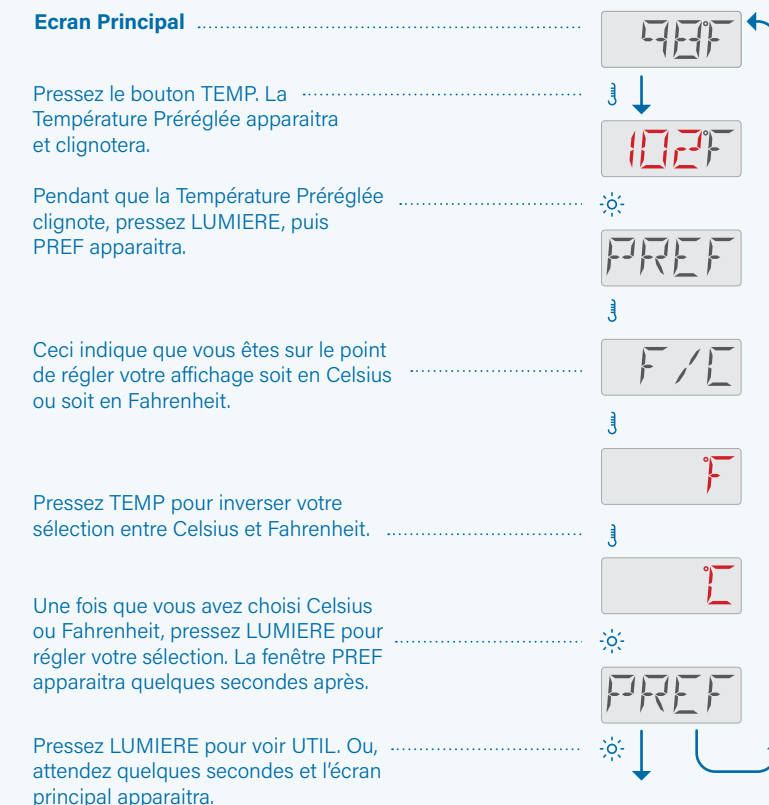 Ecran Principal
98°F
Pressez le bouton TEMP. La
Température Préréglée apparaitra
et clignotera.
102°F
Pendant que la Température Préréglée
clignote, pressez LUMIERE, puis
PREF apparaitra.
PREF
Ceci indique que vous êtes sur le point
de régler votre affichage soit en Celsius
ou soit en Fahrenheit.
F/C
°F
Pressez TEMP pour inverser votre
sélection entre Celsius et Fahrenheit.
°C
Une fois que vous avez choisi Celsius
ou Fahrenheit, pressez LUMIERE pour
régler votre sélection. La fenêtre PREF
apparaitra quelques secondes après.
PREF
Pressez LUMIERE pour voir UTIL. Ou,
attendez quelques secondes et l'écran
principal apparaitra.